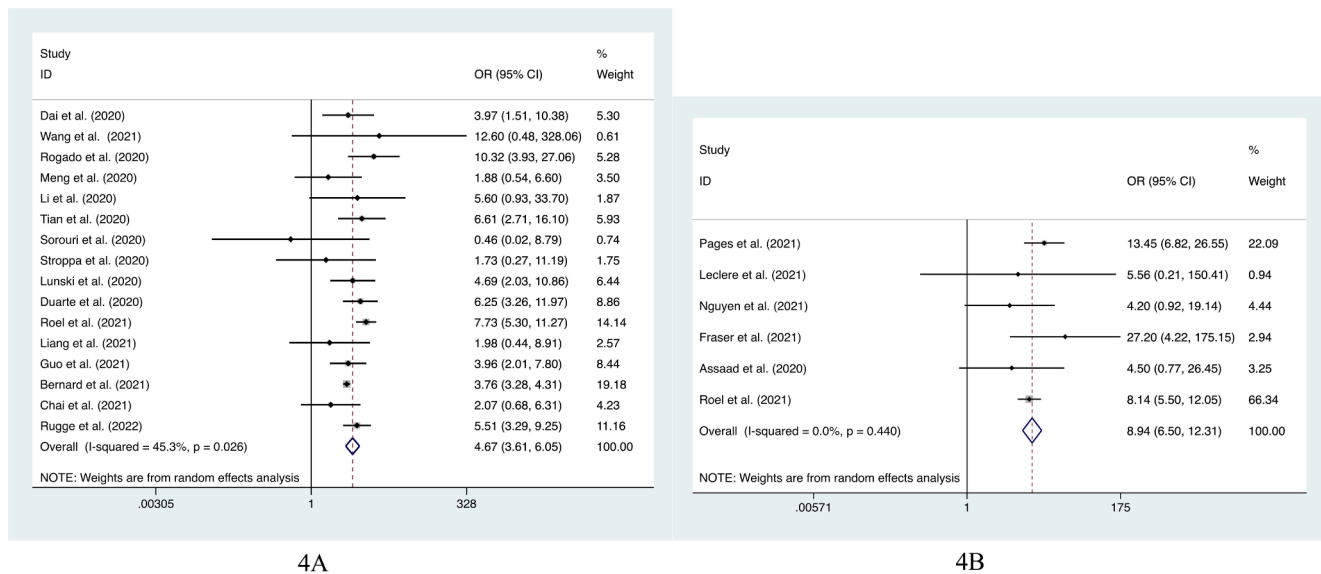 Study %
ID OR (95% CI) Weight
Dai et al. (2020) 3.97 (1.51, 10.38) 5.30
Wang et al. (2021) 12.60 (0.48, 328.06) 0.61
Rogado et al. (2020) 10.32 (3.93, 27.06) 5.28
Meng et al. (2020) 1.88 (0.54, 6.60) 3.50
Li et al. (2020) 5.60 (0.93, 33.70) 1.87
Tian et al. (2020) 6.61 (2.71, 16.10) 5.93
Sorouri et al. (2020) 0.46 (0.02, 8.79) 0.74
Stroppa et al. (2020) 1.73 (0.27, 11.19) 1.75
Lunski et al. (2020) 4.69 (2.03, 10.86) 6.44
Duarte et al. (2020) 6.25 (3.26, 11.97) 8.86
Roel et al. (2021) 7.73 (5.30, 11.27) 14.14
Liang et al. (2021) 1.98 (0.44, 8.91) 2.57
Guo et al. (2021) 3.96 (2.01, 7.80) 8.44
Bernard et al. (2021) 3.76 (3.28, 4.31) 19.18
Chai et al. (2021) 2.07 (0.68, 6.31) 4.23
Rugge et al. (2022) 5.51 (3.29, 9.25) 11.16
Overall (I-squared = 45.3%, p = 0.026) 4.67 (3.61, 6.05) 100.00
NOTE: Weights are from random effects analysis
.00305 1 328
4A
Study %
ID OR (95% CI) Weight
Pages et al. (2021) 13.45 (6.82, 26.55) 22.09
Leclere et al. (2021) 5.56 (0.21, 150.41) 0.94
Nguyen et al. (2021) 4.20 (0.92, 19.14) 4.44
Fraser et al. (2021) 27.20 (4.22, 175.15) 2.94
Assaad et al. (2020) 4.50 (0.77, 26.45) 3.25
Roel et al. (2021) 8.14 (5.50, 12.05) 66.34
Overall (I-squared = 0.0%, p = 0.440) 8.94 (6.50, 12.31) 100.00
NOTE: Weights are from random effects analysis
.00571 1 175
4B